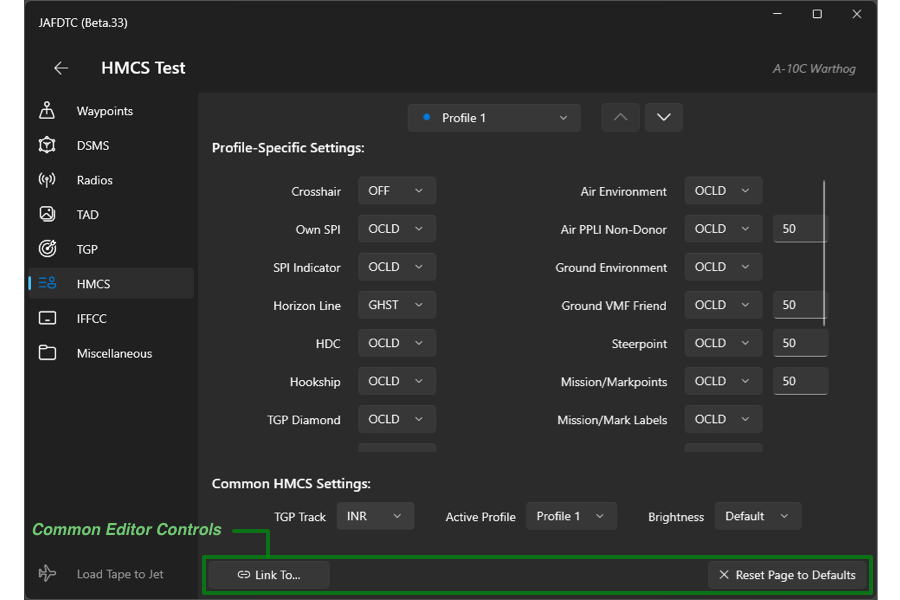 JAFDTC (Beta.33)
HMCS Test
A-10C Warthog
Waypoints
DSMS
Radios
TAD
TGP
HMCS
IFFCC
Miscellaneous
Load Tape to Jet
Profile 1
Profile-Specific Settings:
Crosshair OFF Air Environment OCLD
Own SPI OCLD Air PPLI Non-Donor OCLD 50
SPI Indicator OCLD Ground Environment OCLD
Horizon Line GHST Ground VMF Friend OCLD 50
HDC OCLD Steerpoint OCLD 50
Hookship OCLD Mission/Markpoints OCLD 50
TGP Diamond OCLD Mission/Mark Labels OCLD
Common HMCS Settings:
TGP Track INR Active Profile Profile 1 Brightness Default
Common Editor Controls
Link To... Reset Page to Defaults